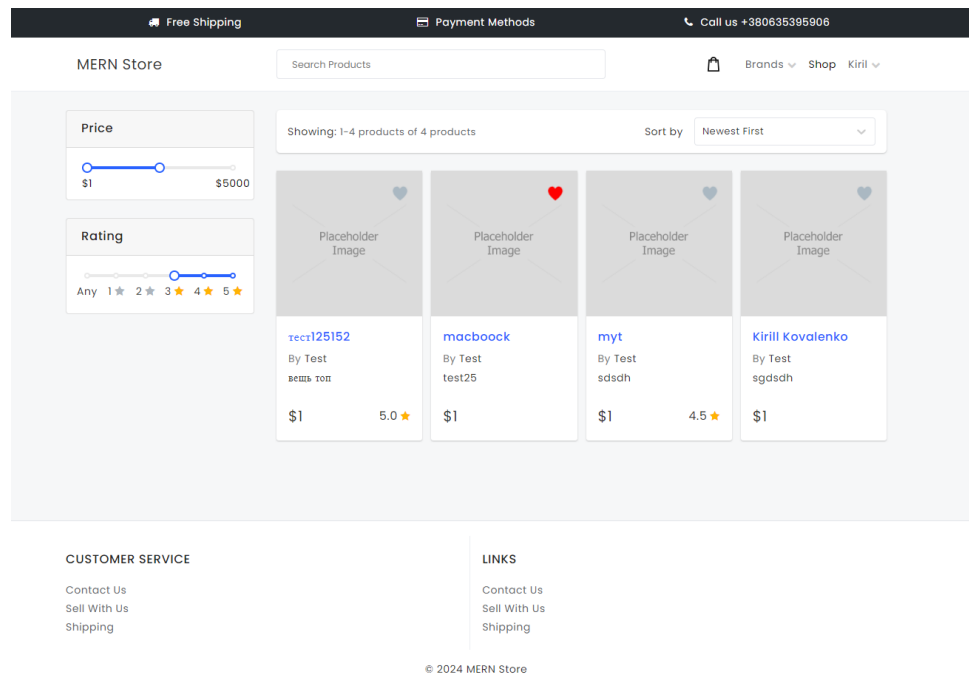 Free Shipping
Payment Methods
Call us +380635395906
MERN Store
Search Products
Brands
Shop
Kiril
Price
$1
$5000
Rating
Any 1 2 3 4 5
Showing: 1-4 products of 4 products
Sort by
Newest First
Placeholder
Image
тест125152
By Test
вещь топ
$1
5.0
Placeholder
Image
macboock
By Test
test25
$1
Placeholder
Image
myt
By Test
sdsdh
$1
4.5
Placeholder
Image
Kirill Kovalenko
By Test
sgdsdh
$1
CUSTOMER SERVICE
Contact Us
Sell With Us
Shipping
LINKS
Contact Us
Sell With Us
Shipping
© 2024 MERN Store